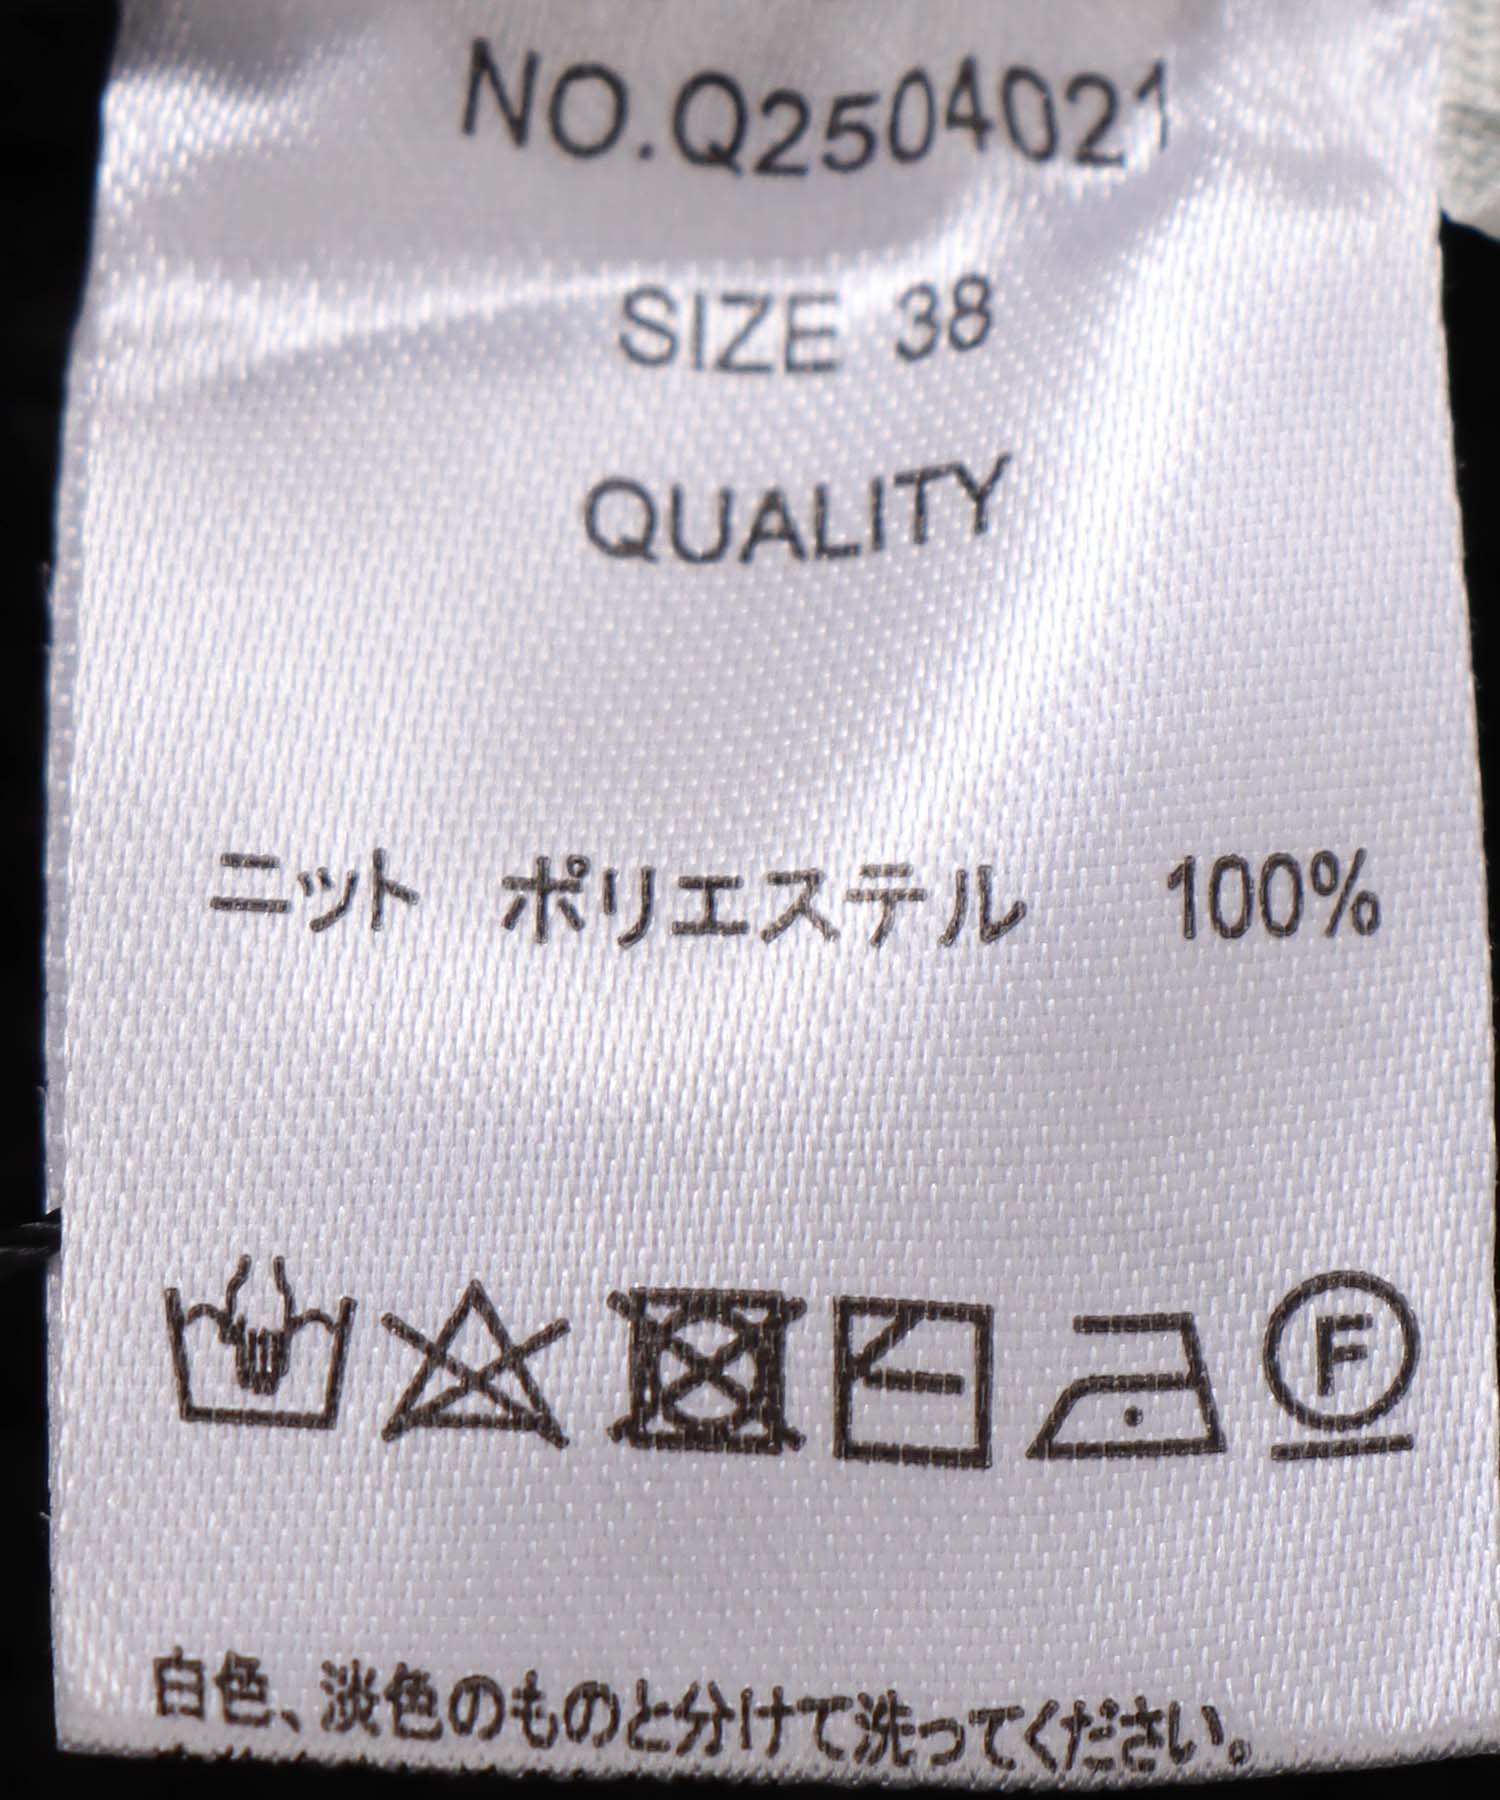 NO.Q2504021
SIZE 38
QUALITY
ニット ポリエステル 100%
F
白色、淡色のものと分けて洗ってください。